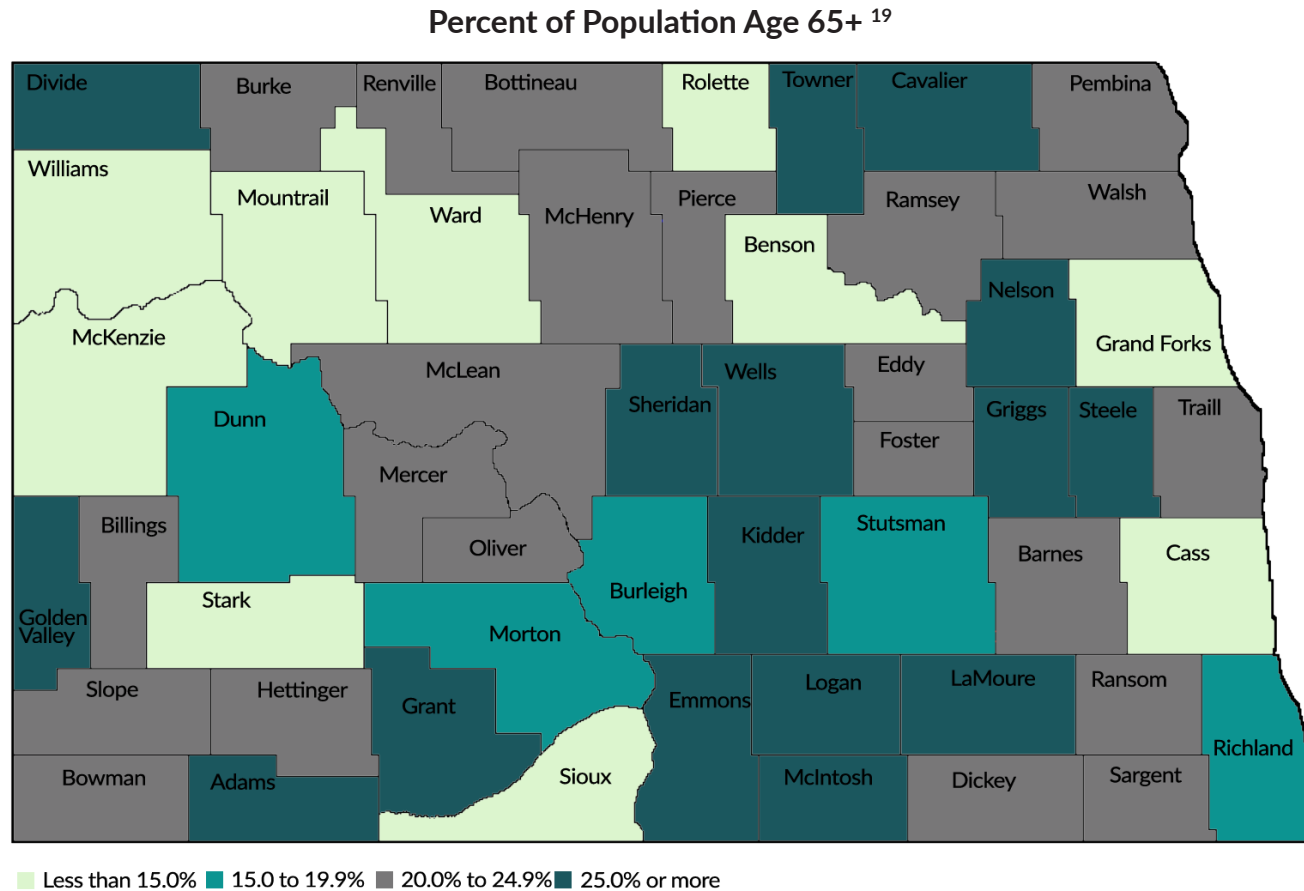 Percent of Population Age 65+ 19
Divide
Burke
Renville
Bottineau
Rolette
Towner
Cavalier
Pembina
Williams
Mountrail
Ward
McHenry
Pierce
Benson
Ramsey
Walsh
Nelson
Grand Forks
McKenzie
Dunn
McLean
Mercer
Oliver
Sheridan
Wells
Eddy
Foster
Griggs
Steele
Traill
Billings
Golden
Valley
Stark
Morton
Burleigh
Kidder
Stutsman
Barnes
Cass
Slope
Hettinger
Grant
Emmons
Logan
LaMoure
Ransom
Richland
Bowman
Adams
Sioux
McIntosh
Dickey
Sargent
Less than 15.0% 15.0 to 19.9% 20.0% to 24.9% 25.0% or more